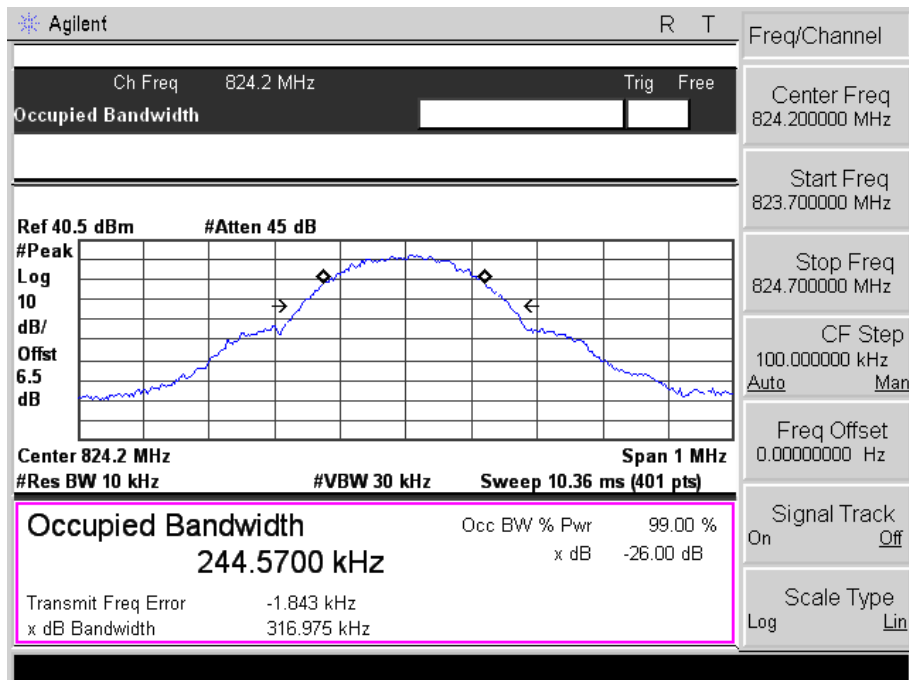 Agilent R T
Ch Freq 824.2 MHz Trig Free
Occupied Bandwidth
Ref 40.5 dBm #Atten 45 dB
#Peak
Log
10
dB/
Offst
6.5
dB
Center 824.2 MHz Span 1 MHz
#Res BW 10 kHz #VBW 30 kHz Sweep 10.36 ms (401 pts)
Occupied Bandwidth Occ BW % Pwr 99.00 %
244.5700 kHz x dB -26.00 dB
Transmit Freq Error -1.843 kHz
x dB Bandwidth 316.975 kHz
Freq/Channel
Center Freq
824.200000 MHz
Start Freq
823.700000 MHz
Stop Freq
824.700000 MHz
CF Step
100.000000 kHz
Auto Man
Freq Offset
0.00000000 Hz
Signal Track
On Off
Scale Type
Log Lin